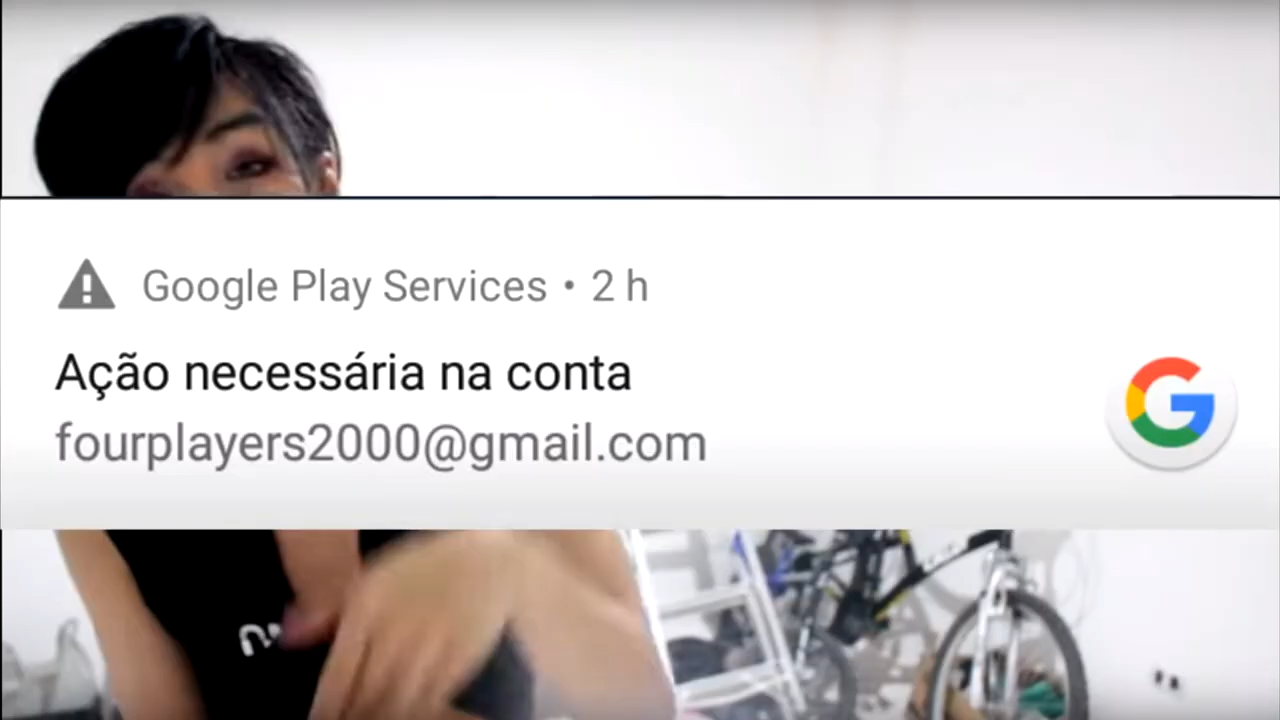 Google Play Services • 2 h
Ação necessária na conta
fourplayers2000@gmail.com